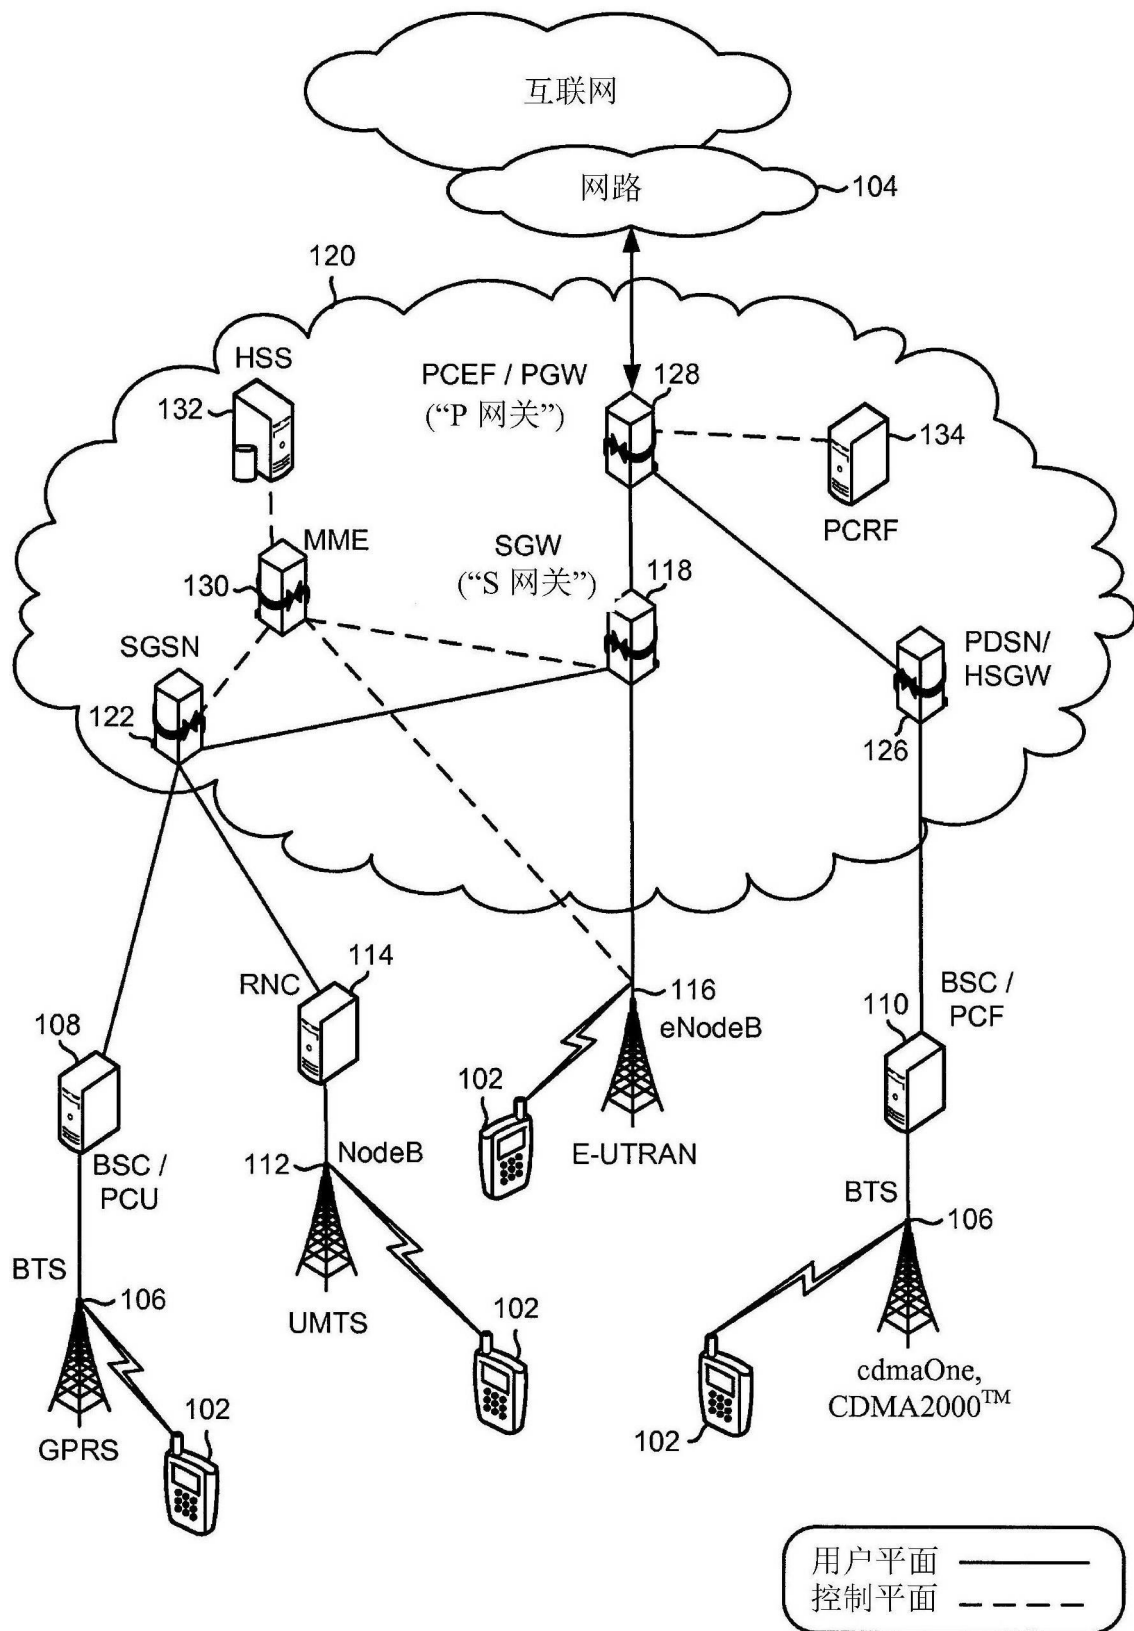 互联网
网路
104
120
HSS
132
PCEF / PGW
(“P 网关”)
128
134
PCRF
MME
130
SGW
(“S 网关”)
118
SGSN
122
PDSN/
HSGW
126
RNC
114
116
eNodeB
BSC /
PCF
110
108
102
E-UTRAN
BSC /
PCU
NodeB
112
BTS
106
BTS
106
UMTS
102
cdmaOne,
CDMA2000™
102
GPRS
102
用户平面
控制平面